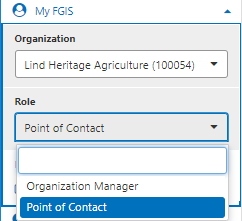 My FGIS
Organization
Lind Heritage Agriculture (100054)
Role
Point of Contact
Organization Manager
Point of Contact